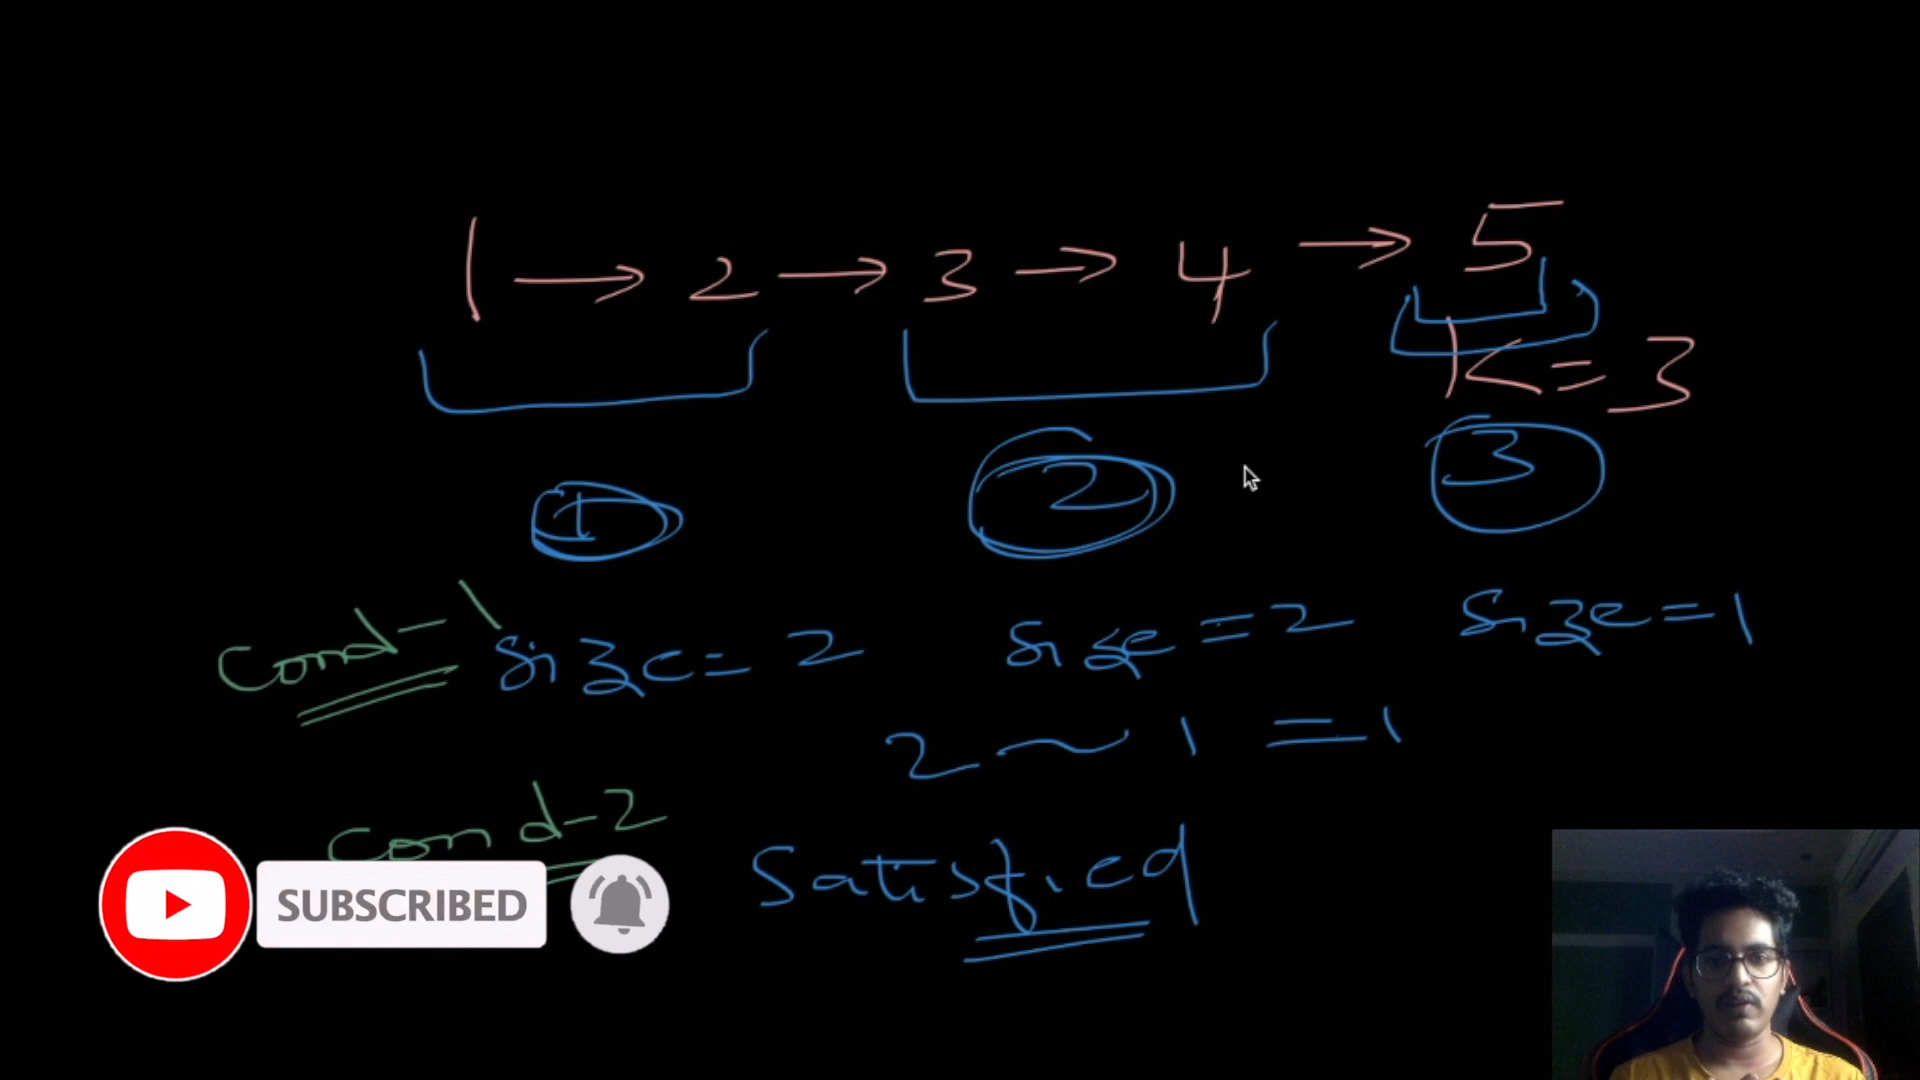 1 → 2 → 3 → 4 → 5
K = 3
1 2 3
Cond-1 size = 2 size = 2 size = 1
2 ~ 1 = 1
Cond-2
Satisfied
SUBSCRIBED